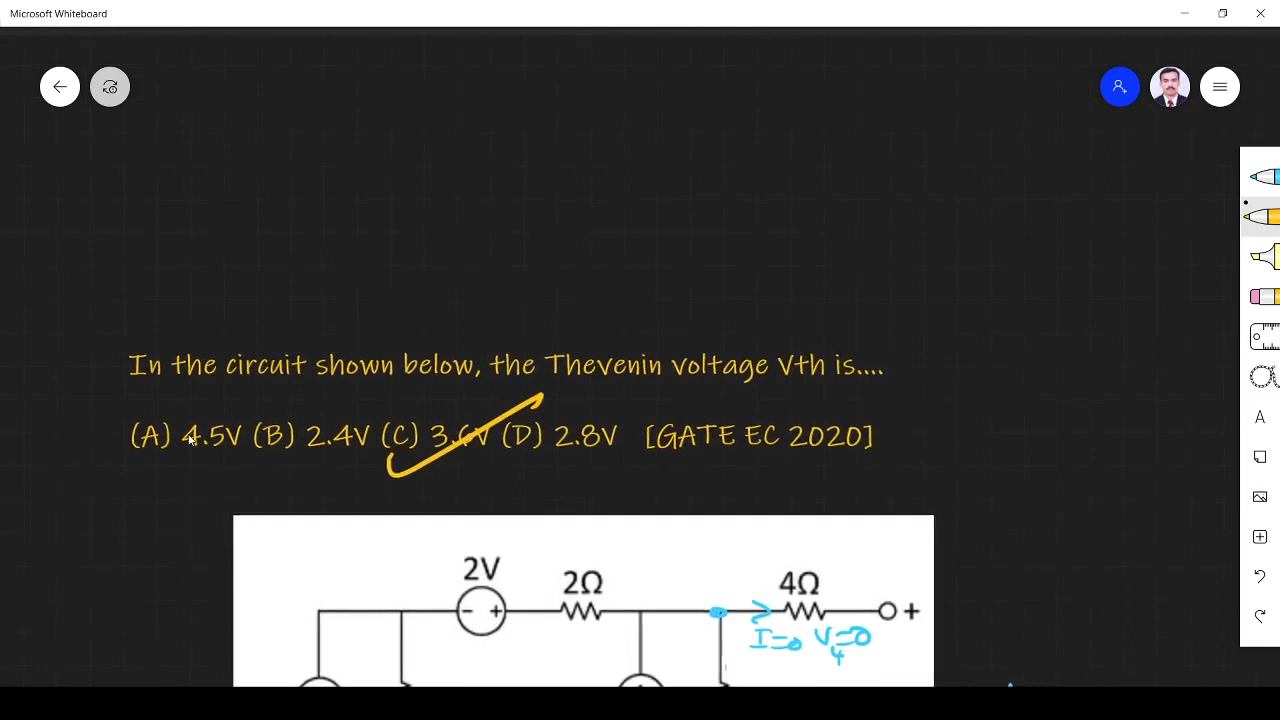 Microsoft Whiteboard
In the circuit shown below, the Thevenin voltage Vth is....
(A) 4.5V (B) 2.4V (C) 3.6V (D) 2.8V [GATE EC 2020]
2V 2Ω 4Ω
- + +
I=0 V4=0
A